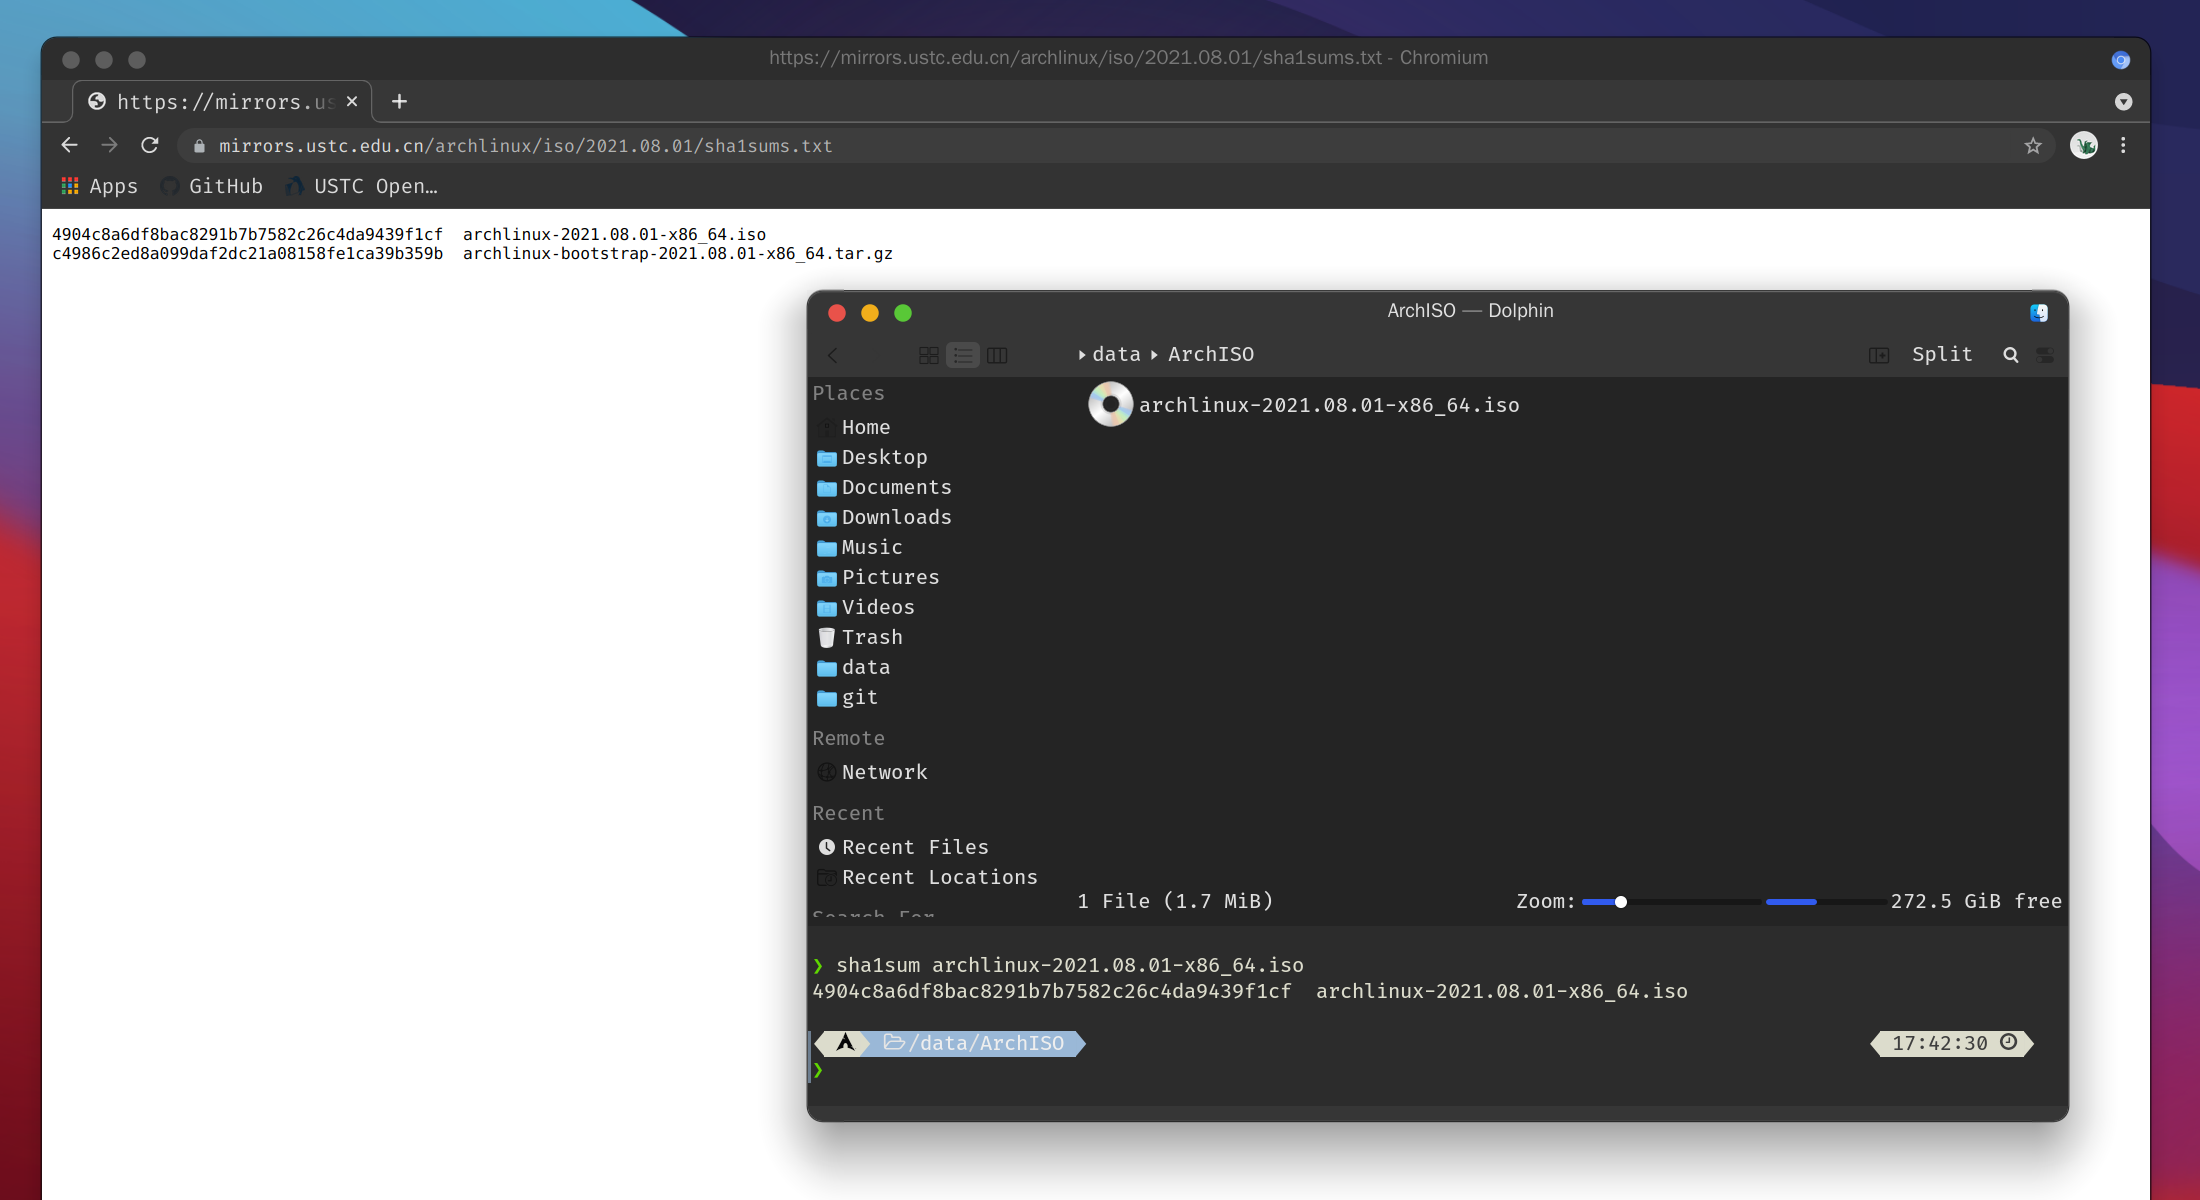 https://mirrors.ustc.edu.cn/archlinux/iso/2021.08.01/sha1sums.txt - Chromium
https://mirrors.us
mirrors.ustc.edu.cn/archlinux/iso/2021.08.01/sha1sums.txt
Apps GitHub USTC Open…
4904c8a6df8bac8291b7b7582c26c4da9439f1cf  archlinux-2021.08.01-x86_64.iso
c4986c2ed8a099daf2dc21a08158fe1ca39b359b  archlinux-bootstrap-2021.08.01-x86_64.tar.gz
ArchISO — Dolphin
data ArchISO Split
Places
Home
Desktop
Documents
Downloads
Music
Pictures
Videos
Trash
data
git
Remote
Network
Recent
Recent Files
Recent Locations
Search For
archlinux-2021.08.01-x86_64.iso
1 File (1.7 MiB) Zoom: 272.5 GiB free
❯ sha1sum archlinux-2021.08.01-x86_64.iso
4904c8a6df8bac8291b7b7582c26c4da9439f1cf  archlinux-2021.08.01-x86_64.iso
/data/ArchISO 17:42:30
❯